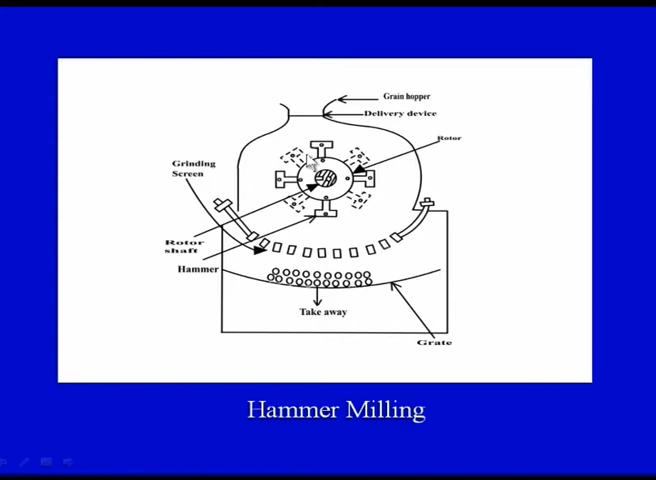 Grain hopper
Delivery device
Rotor
Grinding
Screen
Rotor
shaft
Hammer
Take away
Grate
Hammer Milling